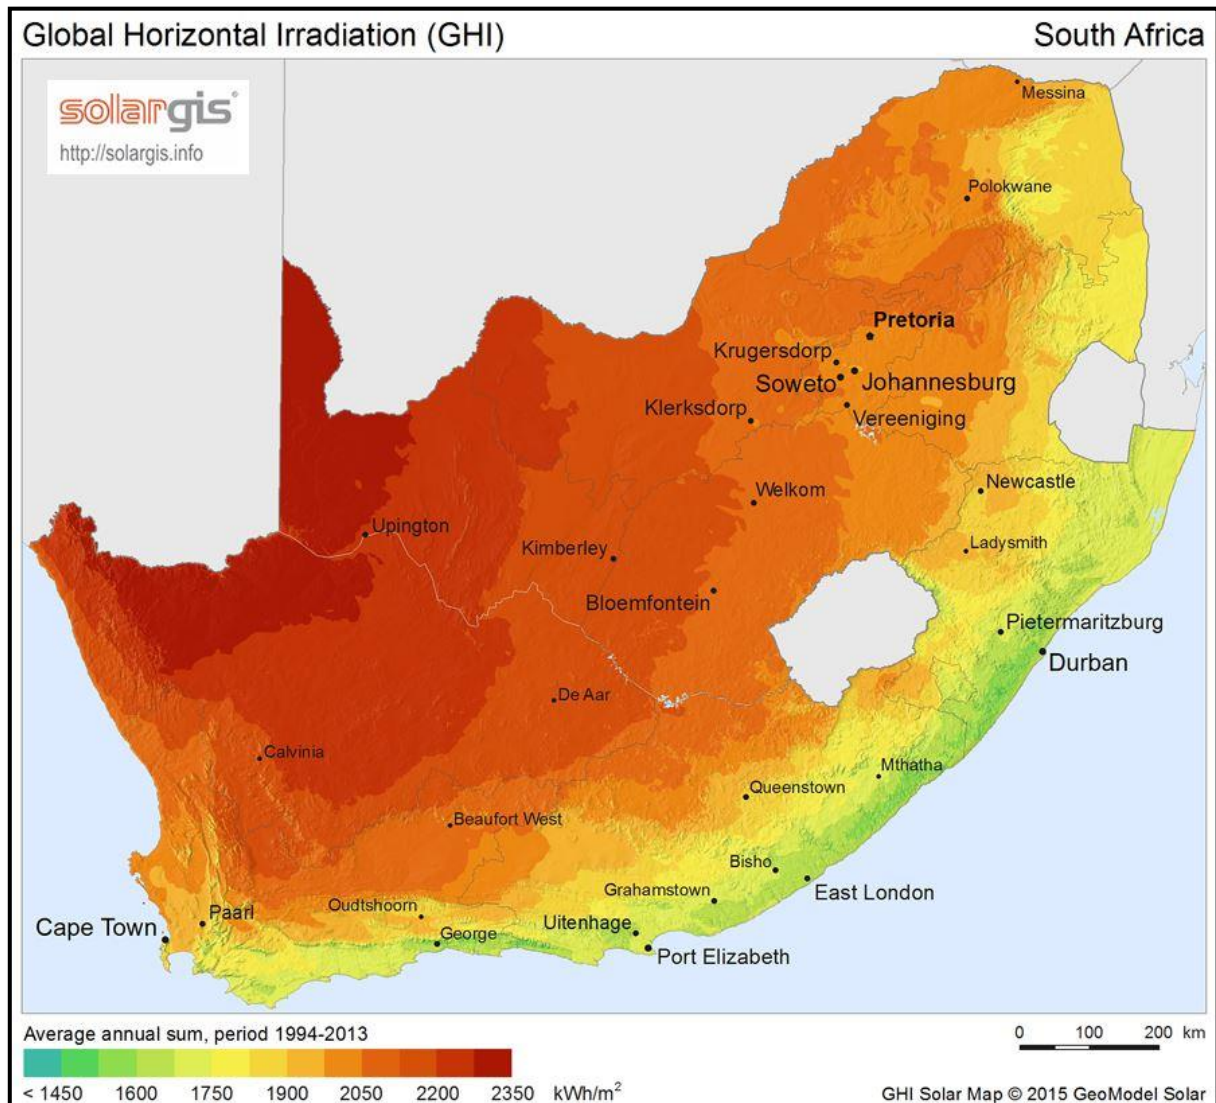 Global Horizontal Irradiation (GHI)
South Africa
solargis
http://solargis.info
Messina
Polokwane
Pretoria
Krugersdorp
Soweto
Johannesburg
Klerksdorp
Vereeniging
Newcastle
Welkom
Upington
Kimberley
Ladysmith
Bloemfontein
Pietermaritzburg
Durban
De Aar
Calvinia
Mthatha
Queenstown
Beaufort West
Bisho
East London
Grahamstown
Oudtshoorn
Paarl
Cape Town
Uitenhage
George
Port Elizabeth
Average annual sum, period 1994-2013
0 100 200 km
< 1450 1600 1750 1900 2050 2200 2350 kWh/m²
GHI Solar Map © 2015 GeoModel Solar